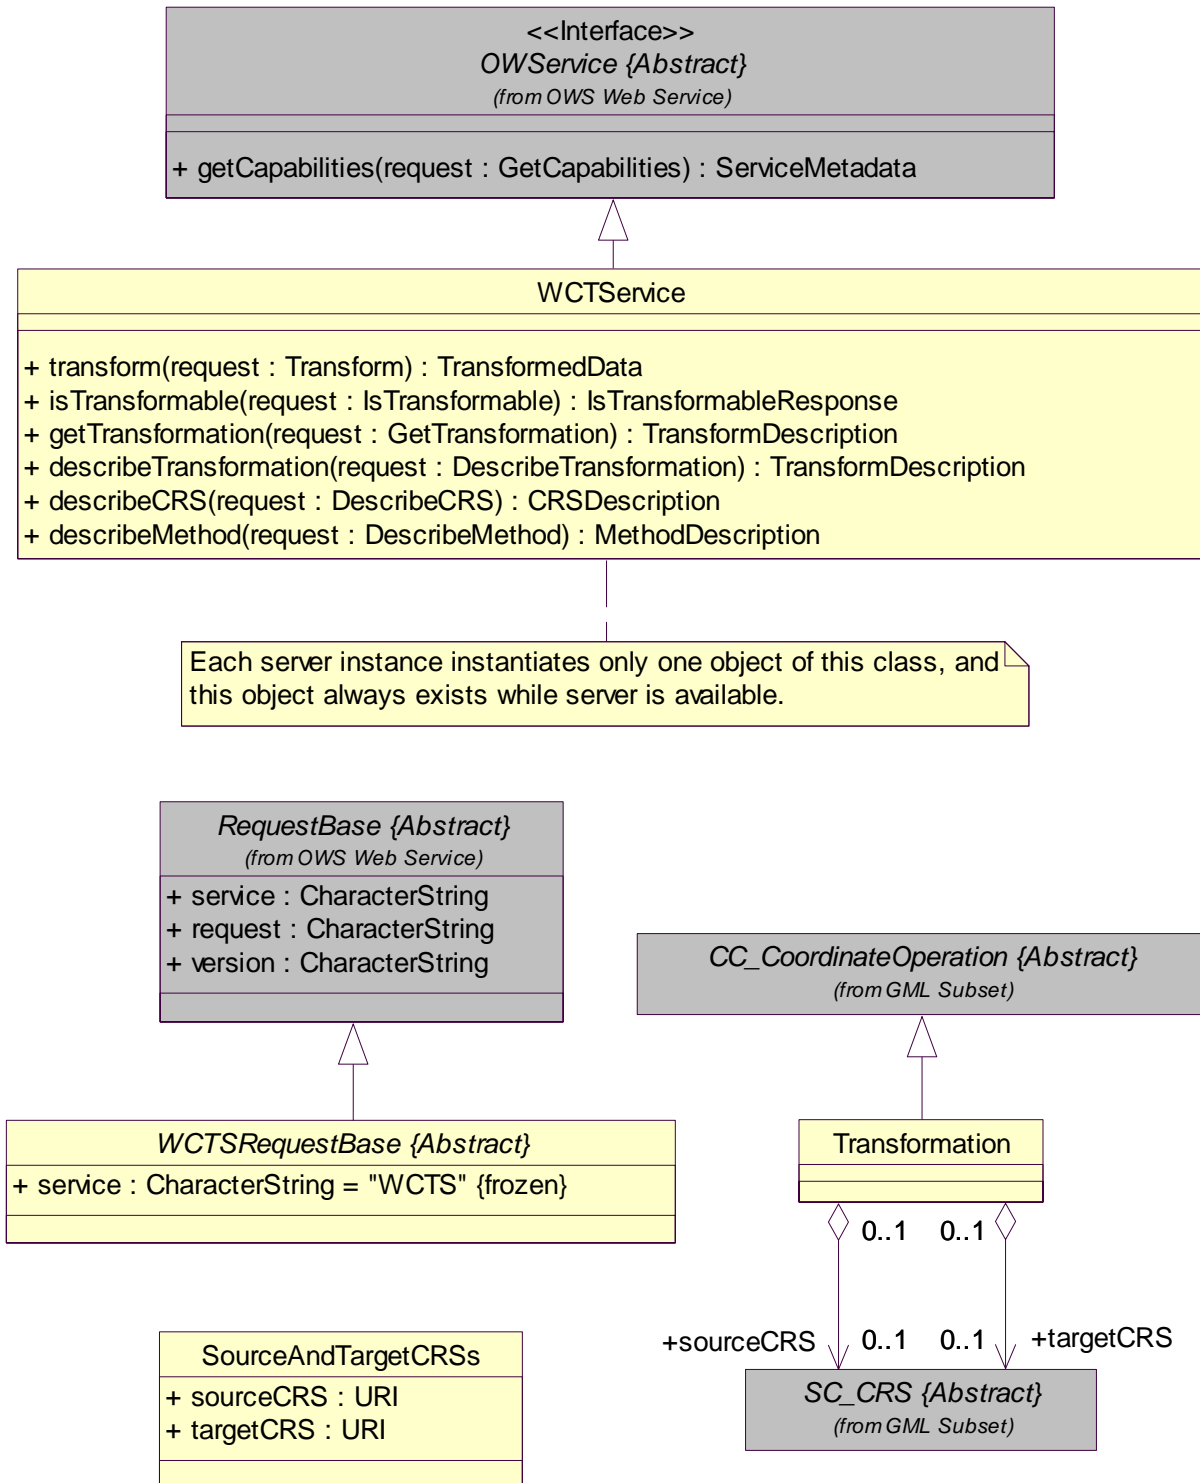 <<Interface>>
OWService {Abstract}
(from OWS Web Service)
+ getCapabilities(request : GetCapabilities) : ServiceMetadata
WCTService
+ transform(request : Transform) : TransformedData
+ isTransformable(request : IsTransformable) : IsTransformableResponse
+ getTransformation(request : GetTransformation) : TransformDescription
+ describeTransformation(request : DescribeTransformation) : TransformDescription
+ describeCRS(request : DescribeCRS) : CRSDescription
+ describeMethod(request : DescribeMethod) : MethodDescription
Each server instance instantiates only one object of this class, and
this object always exists while server is available.
RequestBase {Abstract}
(from OWS Web Service)
+ service : CharacterString
+ request : CharacterString
+ version : CharacterString
CC_CoordinateOperation {Abstract}
(from GML Subset)
WCTSRequestBase {Abstract}
+ service : CharacterString = "WCTS" {frozen}
Transformation
0..1 0..1
+sourceCRS 0..1 0..1 +targetCRS
SourceAndTargetCRSs
+ sourceCRS : URI
+ targetCRS : URI
SC_CRS {Abstract}
(from GML Subset)